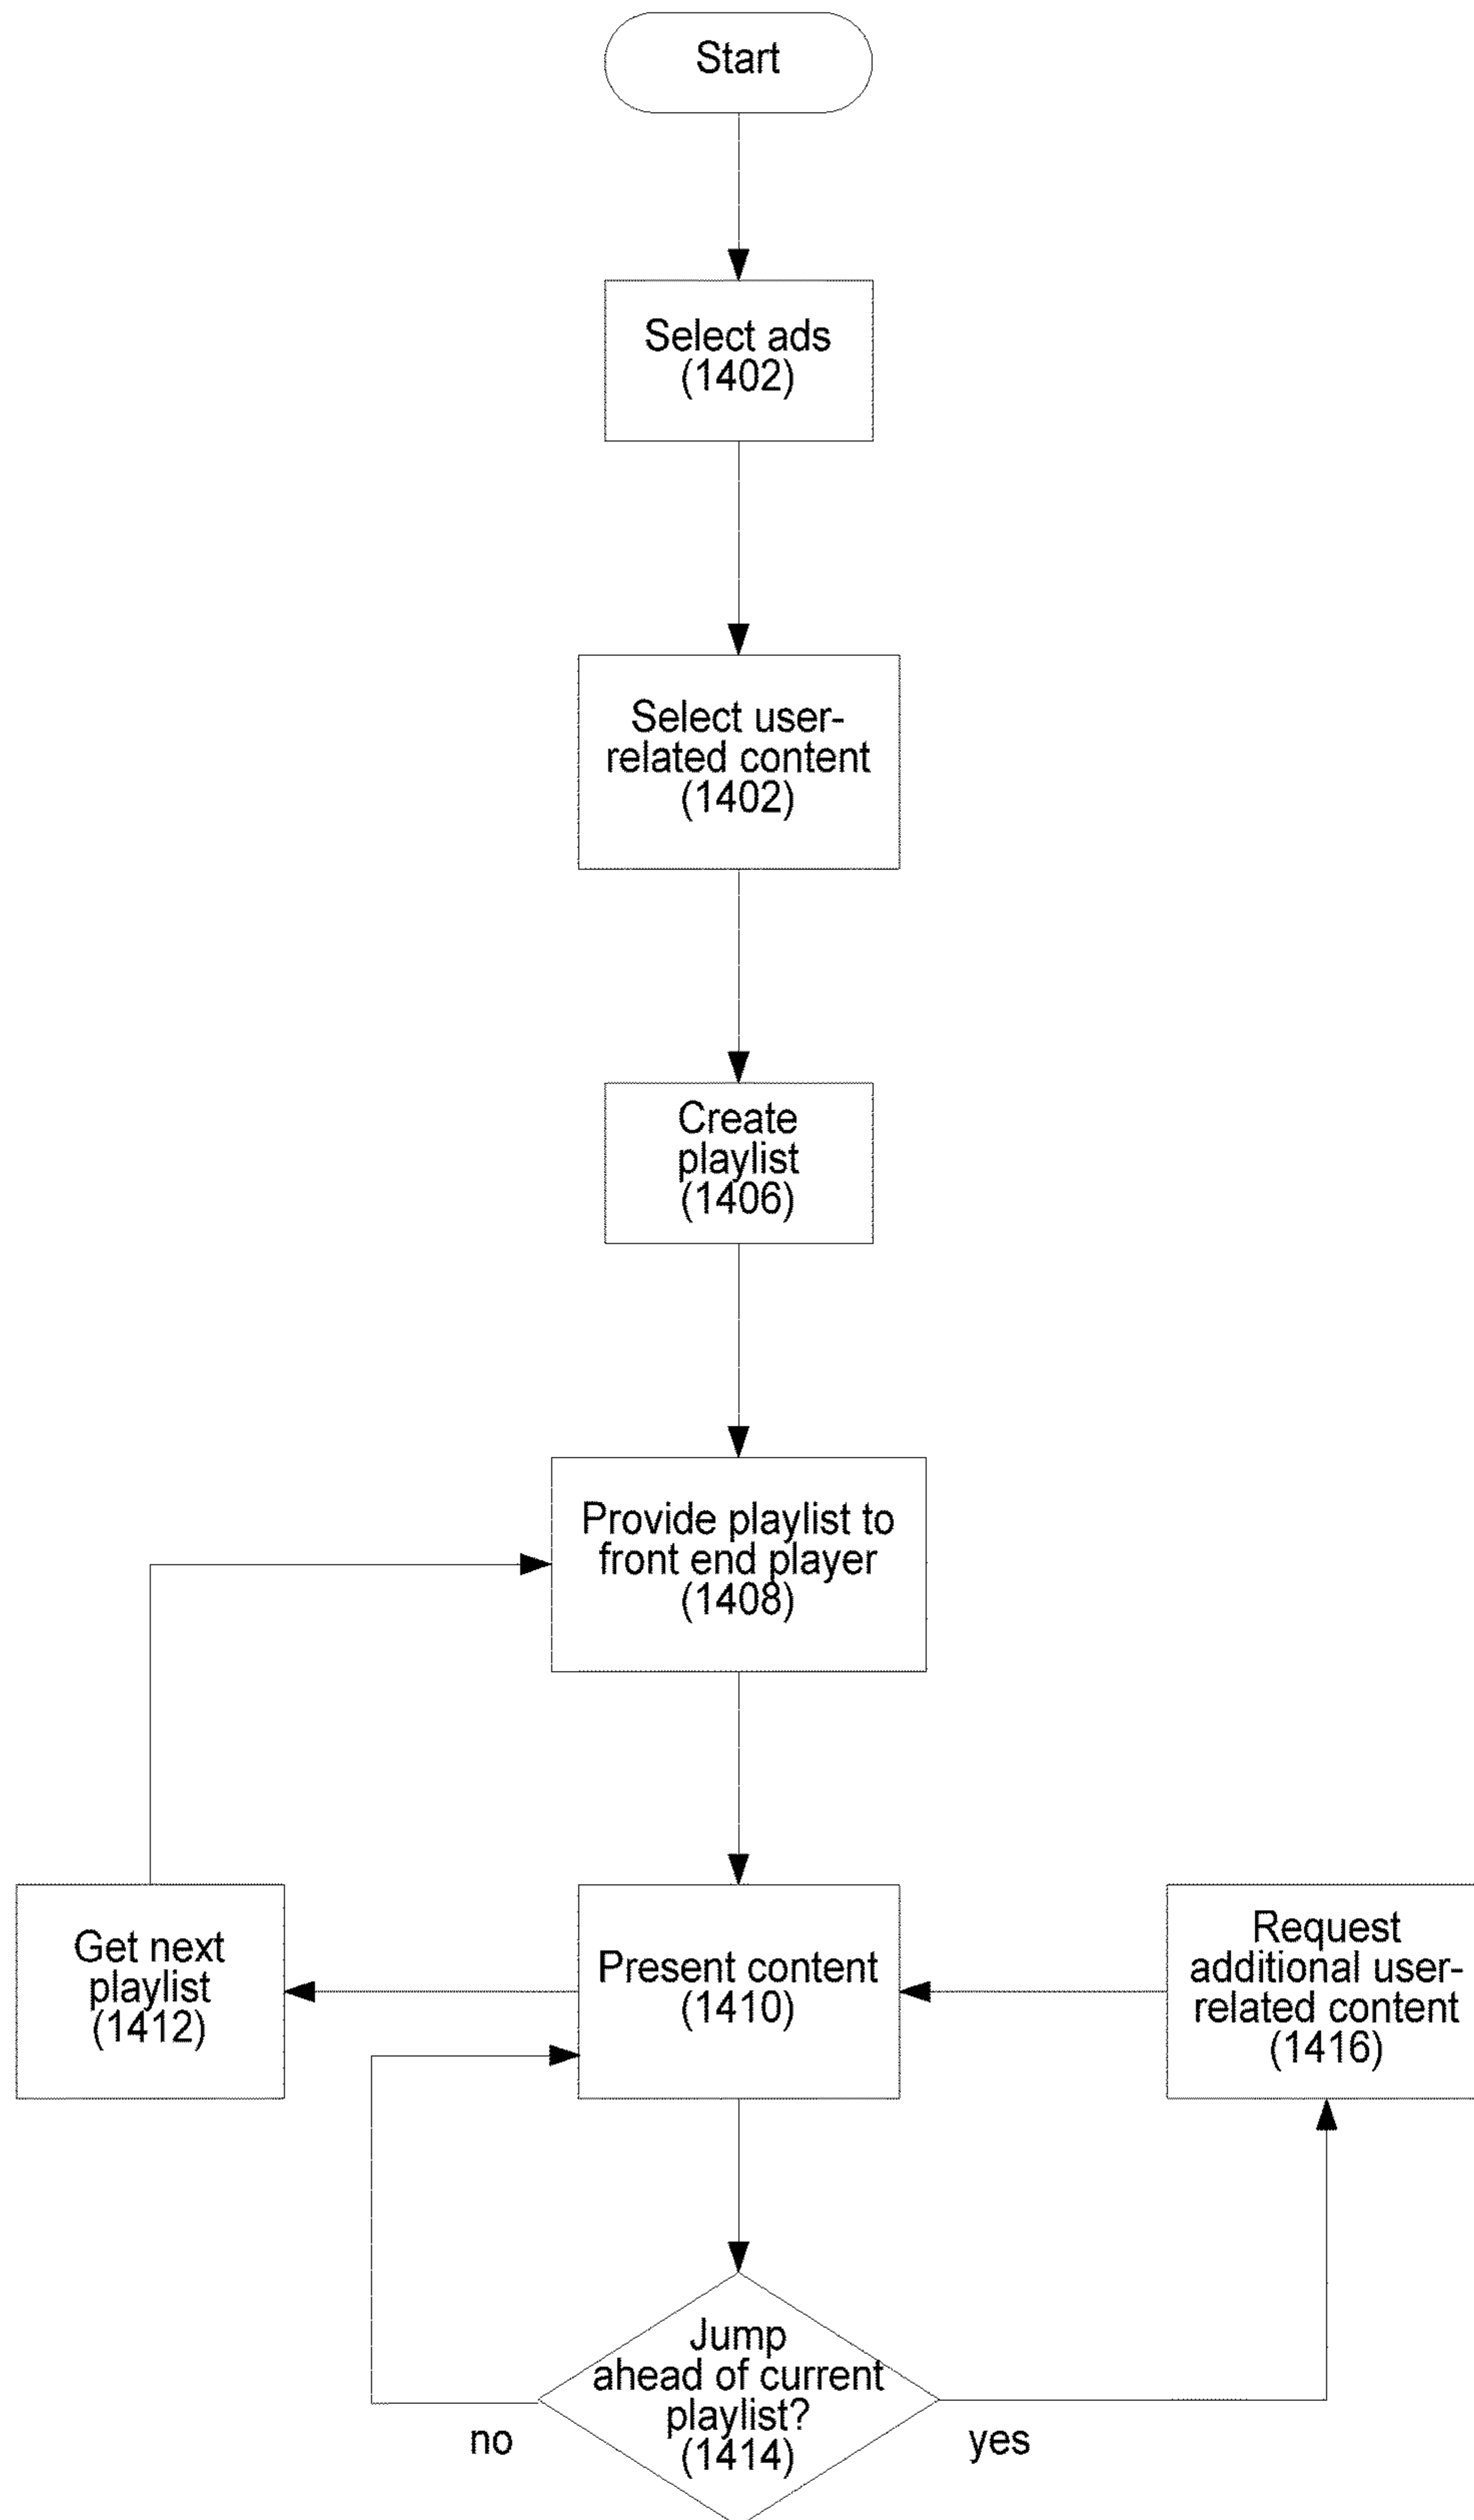 Start
Select ads
(1402)
Select user-
related content
(1402)
Create
playlist
(1406)
Provide playlist to
front end player
(1408)
Get next
playlist
(1412)
Present content
(1410)
Request
additional user-
related content
(1416)
Jump
ahead of current
playlist?
(1414)
no
yes